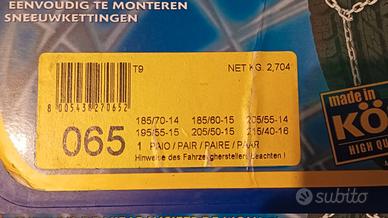 EENVOUDIG TE MONTEREN
SNEEUWKETTINGEN
T9
NET KG. 2,704
8 005438 270652
065
185/70-14 185/60-15 205/55-14
195/55-15 205/50-15 215/40-16
1 PAIO/PAIR/PAIRE/PAAR
Hinweise des Fahrzeugherstellers beachten !
made in
KÖ
HIGH QU
subito